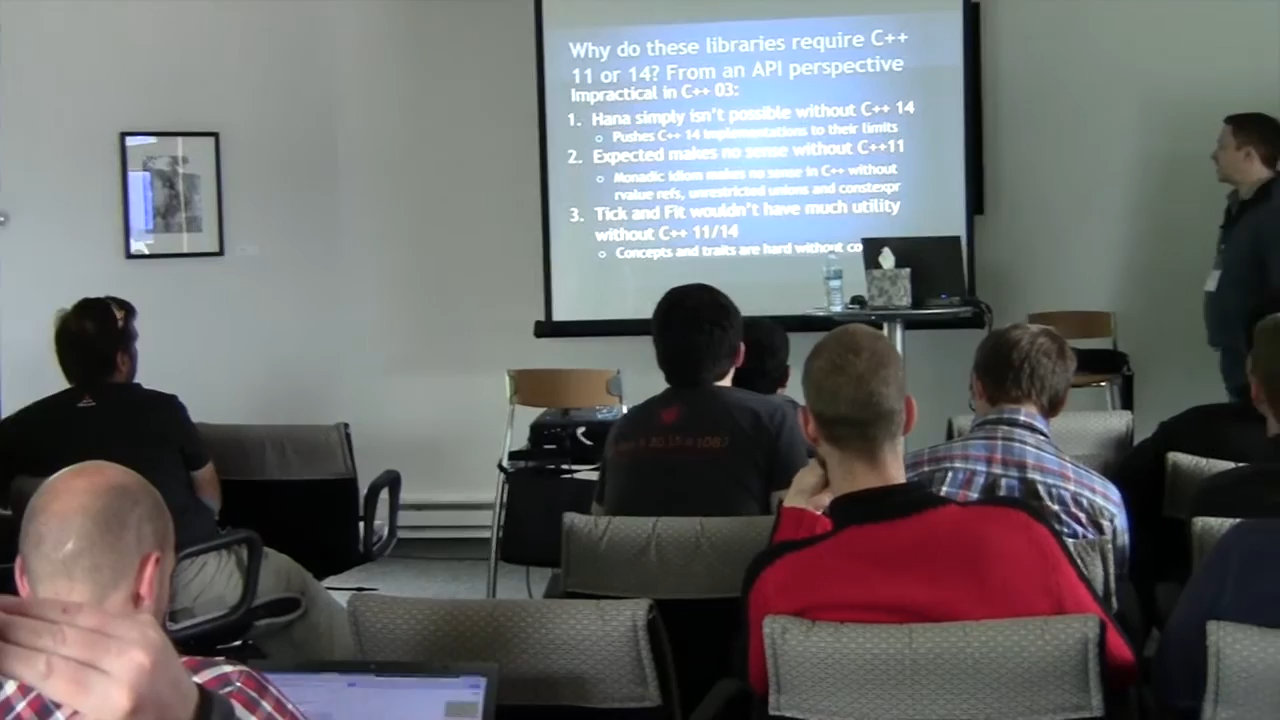 Why do these libraries require C++
11 or 14? From an API perspective
Impractical in C++ 03:
1. Hana simply isn't possible without C++ 14
○ Pushes C++ 14 implementations to their limits
2. Expected makes no sense without C++11
○ Monadic idiom makes no sense in C++ without
rvalue refs, unrestricted unions and constexpr
3. Tick and Fit wouldn't have much utility
without C++ 11/14
○ Concepts and traits are hard without